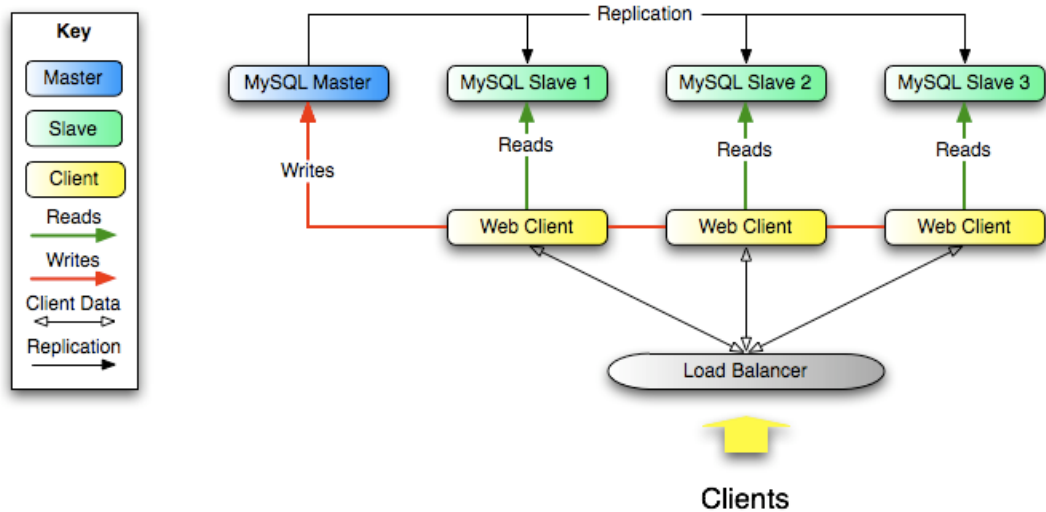 Key
Master
Slave
Client
Reads
Writes
Client Data
Replication
Replication
MySQL Master
MySQL Slave 1
MySQL Slave 2
MySQL Slave 3
Writes
Reads
Reads
Reads
Web Client
Web Client
Web Client
Load Balancer
Clients